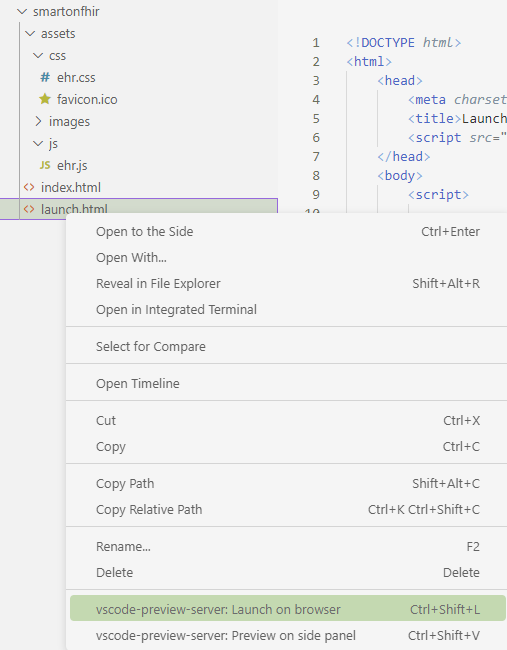 smartonfhir
assets
css
# ehr.css
favicon.ico
images
js
JS ehr.js
<> index.html
<> launch.html
1 <!DOCTYPE html>
2 <html>
3 <head>
4 <meta charset
5 <title>Launch
6 <script src="
7 </head>
8 <body>
9 <script>
Open to the Side Ctrl+Enter
Open With...
Reveal in File Explorer Shift+Alt+R
Open in Integrated Terminal
Select for Compare
Open Timeline
Cut Ctrl+X
Copy Ctrl+C
Copy Path Shift+Alt+C
Copy Relative Path Ctrl+K Ctrl+Shift+C
Rename... F2
Delete Delete
vscode-preview-server: Launch on browser Ctrl+Shift+L
vscode-preview-server: Preview on side panel Ctrl+Shift+V